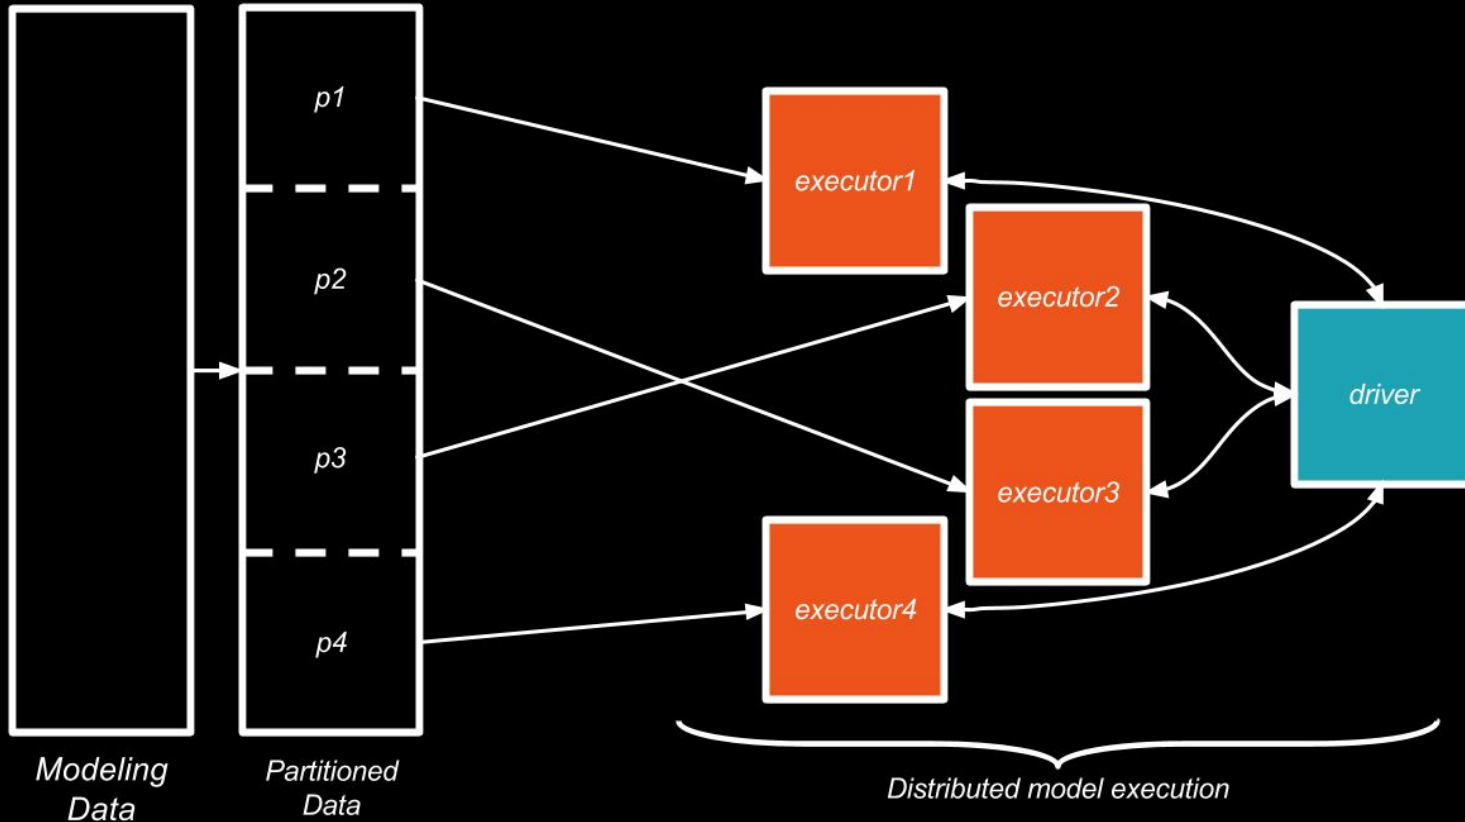 p1
p2
p3
p4
executor1
executor2
executor3
executor4
driver
Modeling
Data
Partitioned
Data
Distributed model execution